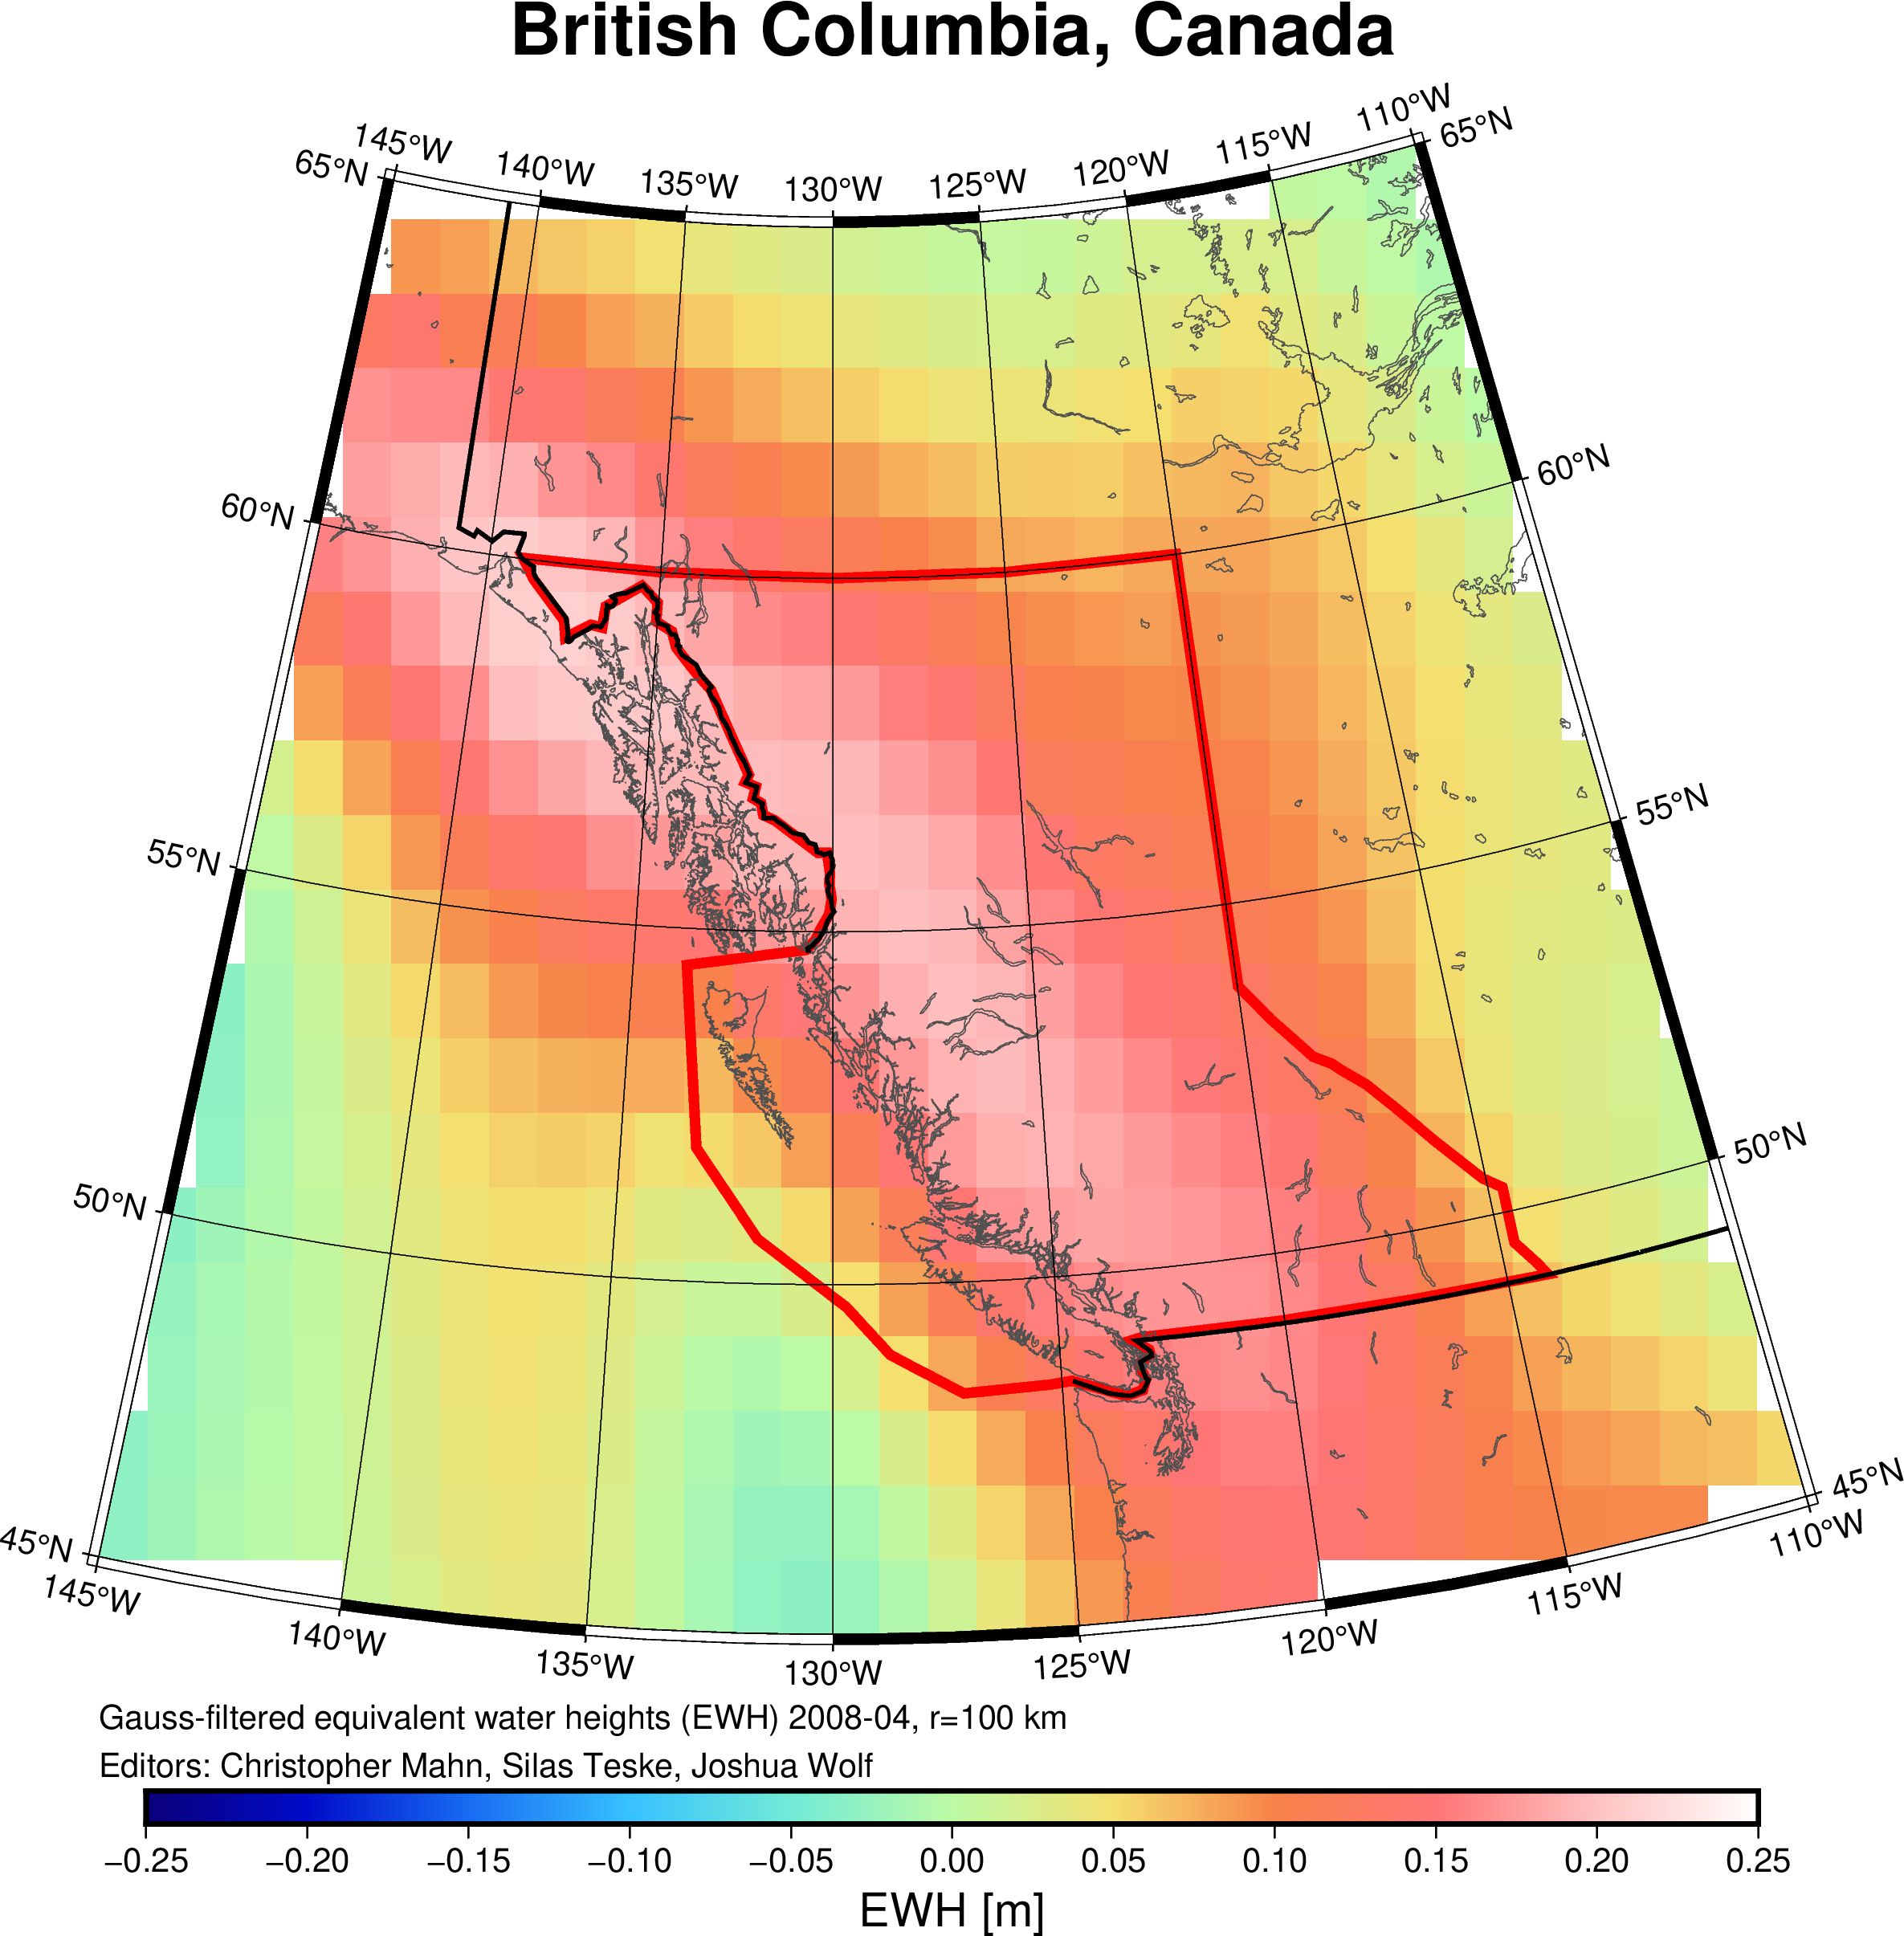 British Columbia, Canada
145°W 140°W 135°W 130°W 125°W 120°W 115°W 110°W
65°N 65°N
60°N 60°N
55°N 55°N
50°N 50°N
45°N 45°N
145°W 140°W 135°W 130°W 125°W 120°W 115°W 110°W
Gauss-filtered equivalent water heights (EWH) 2008-04, r=100 km
Editors: Christopher Mahn, Silas Teske, Joshua Wolf
−0.25 −0.20 −0.15 −0.10 −0.05 0.00 0.05 0.10 0.15 0.20 0.25
EWH [m]